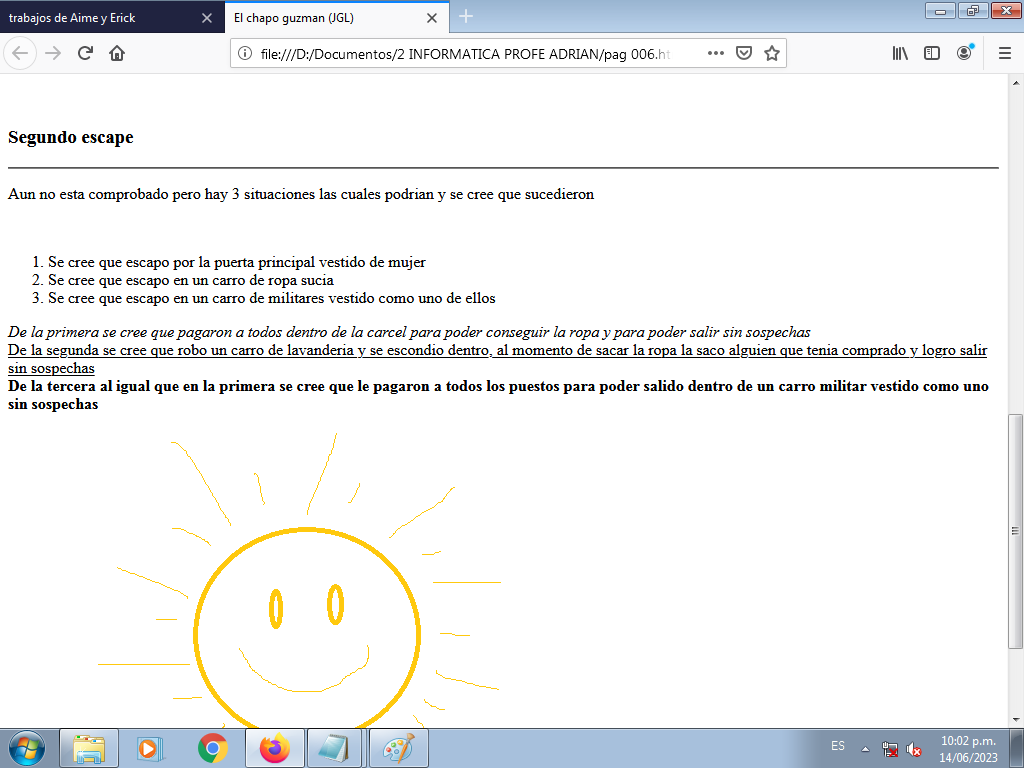 trabajos de Aime y Erick
El chapo guzman (JGL)
file:///D:/Documentos/2 INFORMATICA PROFE ADRIAN/pag 006.ht
Segundo escape
Aun no esta comprobado pero hay 3 situaciones las cuales podrian y se cree que sucedieron
1. Se cree que escapo por la puerta principal vestido de mujer
2. Se cree que escapo en un carro de ropa sucia
3. Se cree que escapo en un carro de militares vestido como uno de ellos
De la primera se cree que pagaron a todos dentro de la carcel para poder conseguir la ropa y para poder salir sin sospechas
De la segunda se cree que robo un carro de lavanderia y se escondio dentro, al momento de sacar la ropa la saco alguien que tenia comprado y logro salir
sin sospechas
De la tercera al igual que en la primera se cree que le pagaron a todos los puestos para poder salido dentro de un carro militar vestido como uno
sin sospechas
ES
10:02 p.m.
14/06/2023